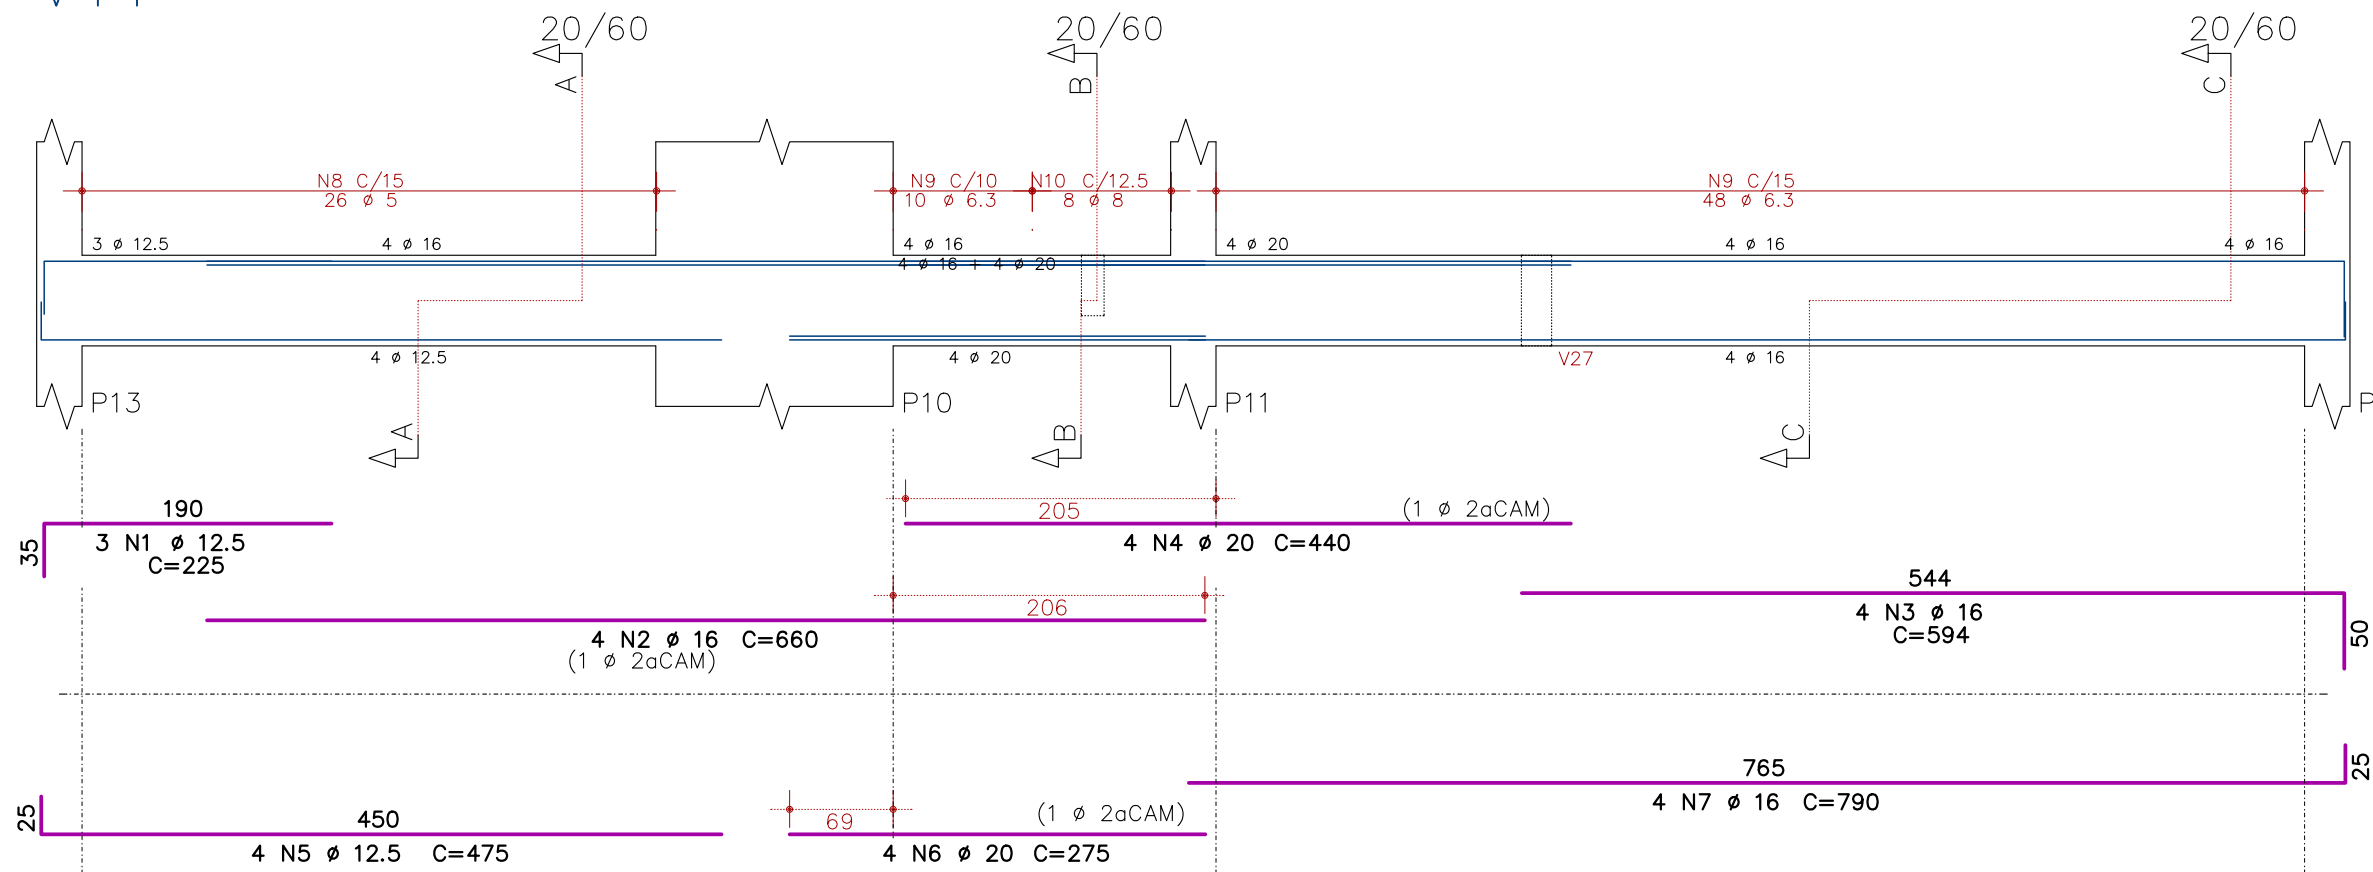 20/60 20/60 20/60
A B C
N8 C/15 N9 C/10 N10 C/12.5 N9 C/15
26 ø 5 10 ø 6.3 8 ø 8 48 ø 6.3
3 ø 12.5 4 ø 16 4 ø 16 4 ø 20 4 ø 16 4 ø 16
4 ø 16 + 4 ø 20
4 ø 12.5 4 ø 20 V27 4 ø 16
P13 P10 P11 P
A B C
190 205 (1 ø 2aCAM)
35 3 N1 ø 12.5 4 N4 ø 20 C=440
C=225
544
206 4 N3 ø 16
C=594 50
4 N2 ø 16 C=660
(1 ø 2aCAM)
765 25
4 N7 ø 16 C=790
25 450 69 (1 ø 2aCAM)
4 N5 ø 12.5 C=475 4 N6 ø 20 C=275